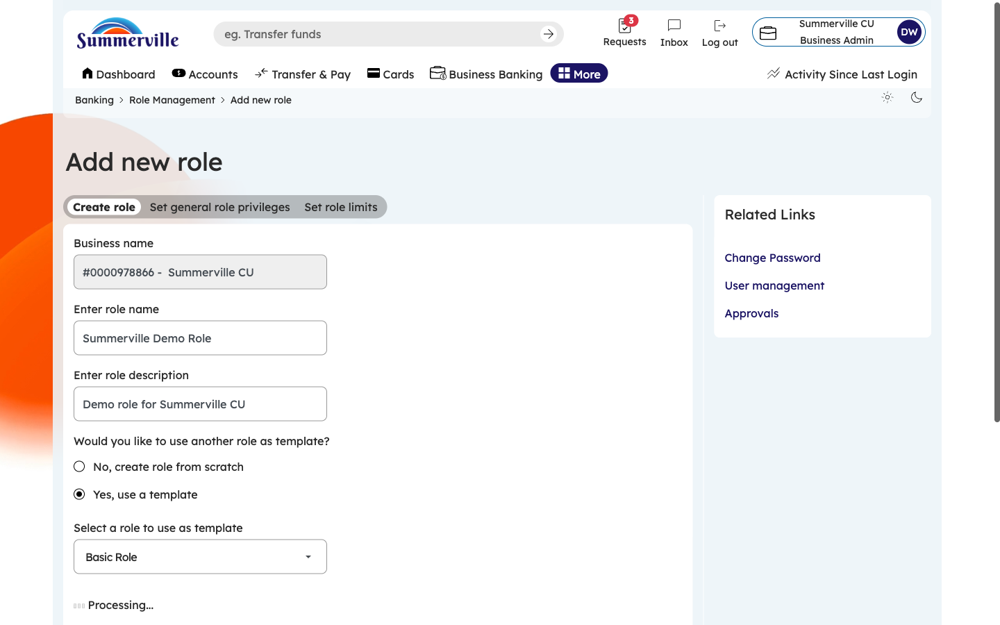 Summerville
eg. Transfer funds
3
Requests
Inbox
Log out
Summerville CU
Business Admin
DW
Dashboard
Accounts
Transfer & Pay
Cards
Business Banking
More
Activity Since Last Login
Banking > Role Management > Add new role
Add new role
Create role
Set general role privileges
Set role limits
Business name
#0000978866 - Summerville CU
Enter role name
Summerville Demo Role
Enter role description
Demo role for Summerville CU
Would you like to use another role as template?
No, create role from scratch
Yes, use a template
Select a role to use as template
Basic Role
Processing...
Related Links
Change Password
User management
Approvals